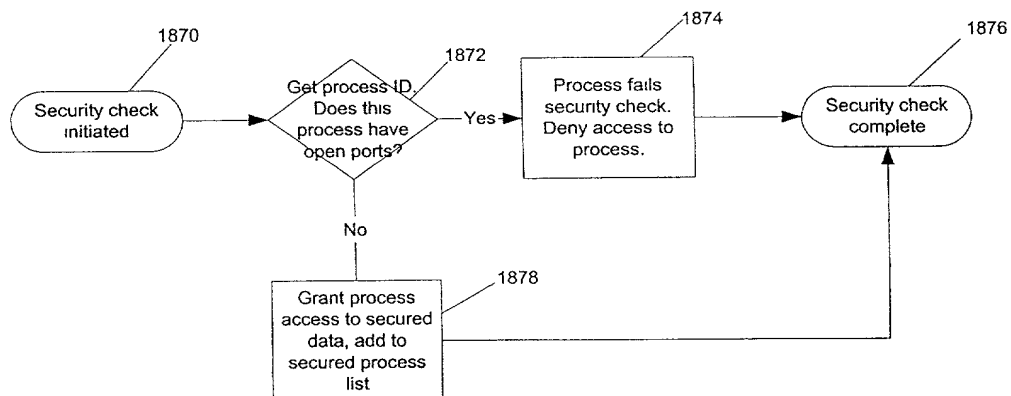 1870
Security check
initiated
1872
Get process ID.
Does this
process have
open ports?
Yes
1874
Process fails
security check.
Deny access to
process.
1876
Security check
complete
No
1878
Grant process
access to secured
data, add to
secured process
list